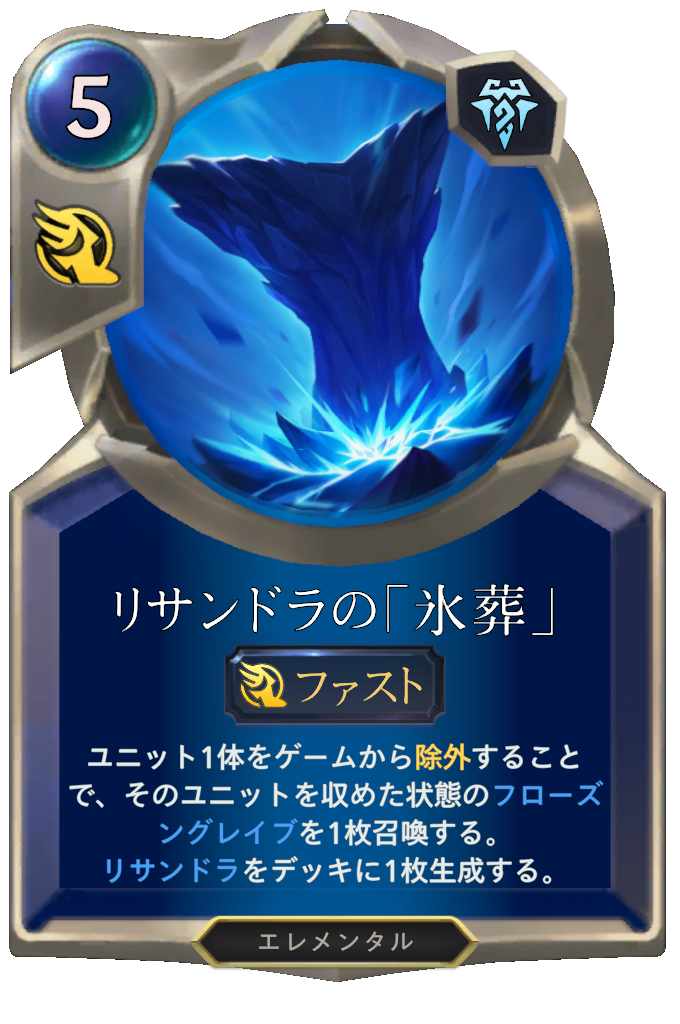 5
リサンドラの「氷葬」
ファスト
ユニット1体をゲームから除外すること
で、そのユニットを収めた状態のフローズ
ングレイブを1枚召喚する。
リサンドラをデッキに1枚生成する。
エレメンタル